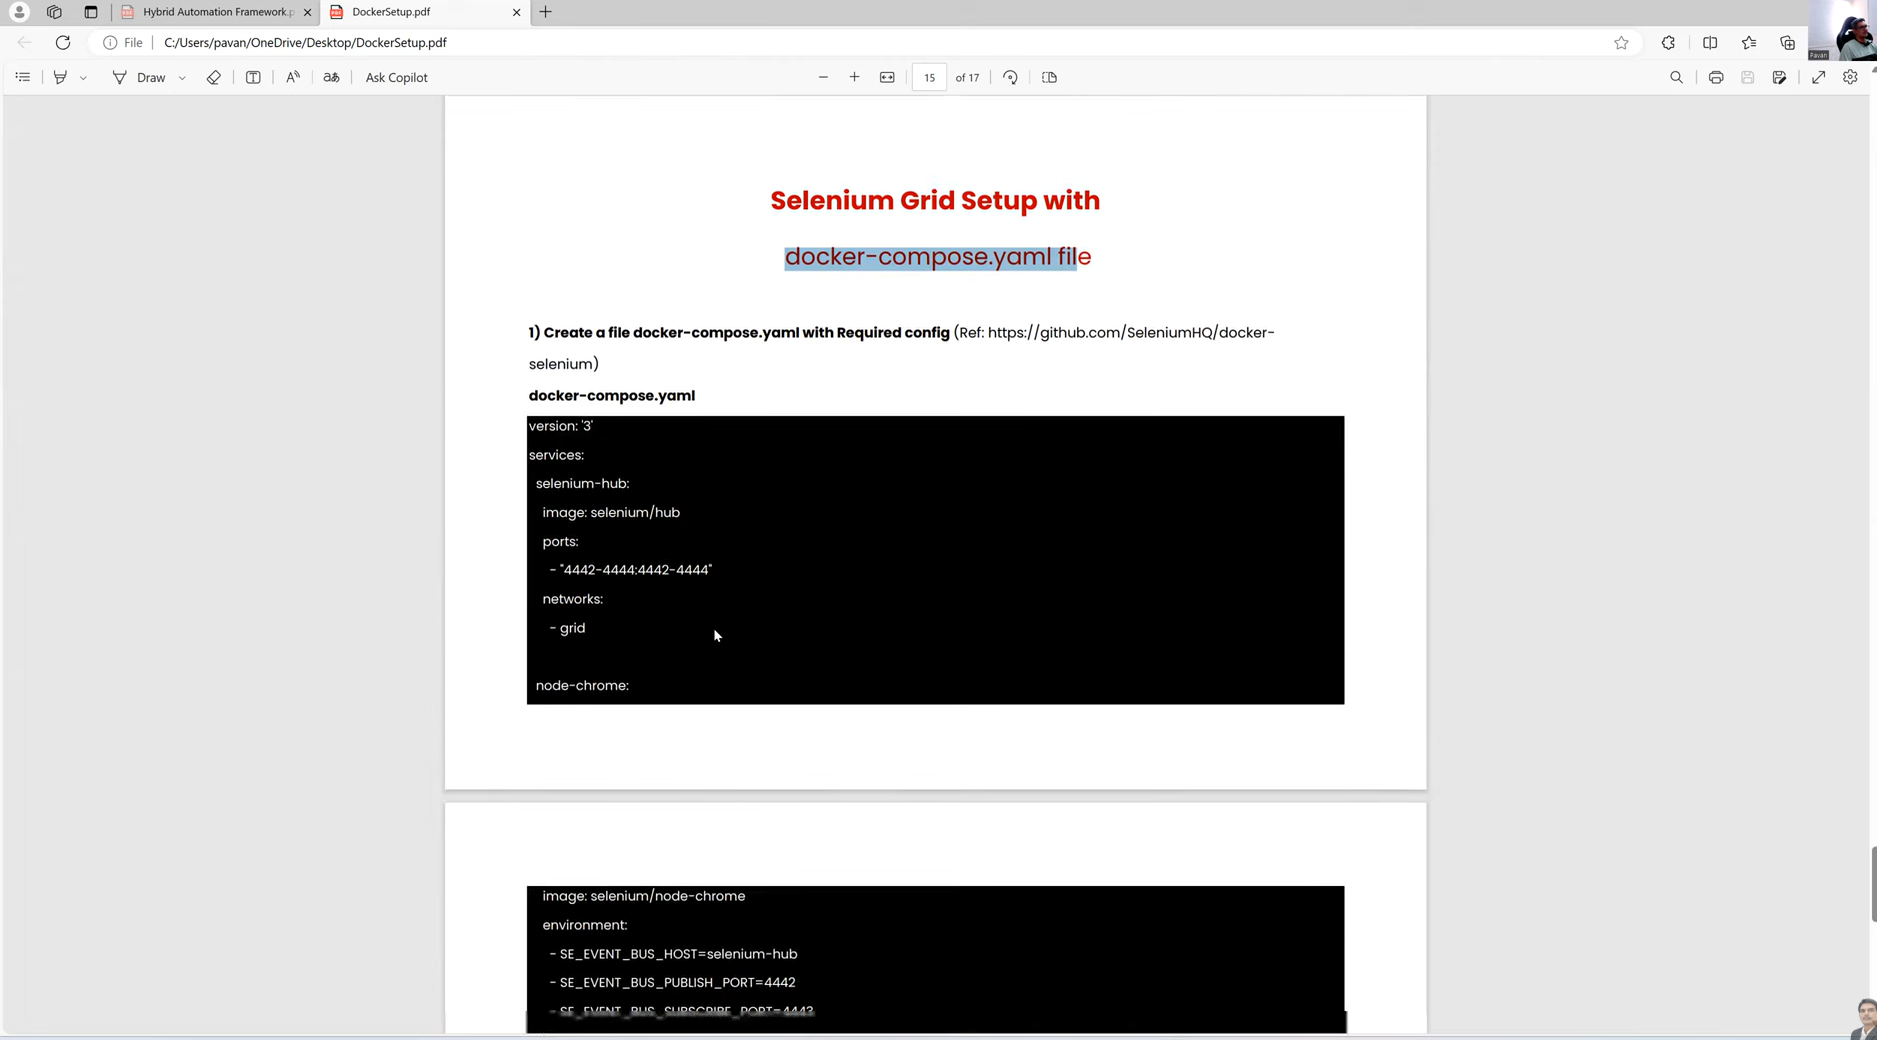 Hybrid Automation Framework.p
DockerSetup.pdf
File
C:/Users/pavan/OneDrive/Desktop/DockerSetup.pdf
Pavan
Draw
Ask Copilot
15 of 17
Selenium Grid Setup with
docker-compose.yaml file
1) Create a file docker-compose.yaml with Required config (Ref: https://github.com/SeleniumHQ/docker-
selenium)
docker-compose.yaml
version: '3'
services:
selenium-hub:
image: selenium/hub
ports:
- "4442-4444:4442-4444"
networks:
- grid
node-chrome:
image: selenium/node-chrome
environment:
- SE_EVENT_BUS_HOST=selenium-hub
- SE_EVENT_BUS_PUBLISH_PORT=4442
- SE_EVENT_BUS_SUBSCRIBE_PORT=4443